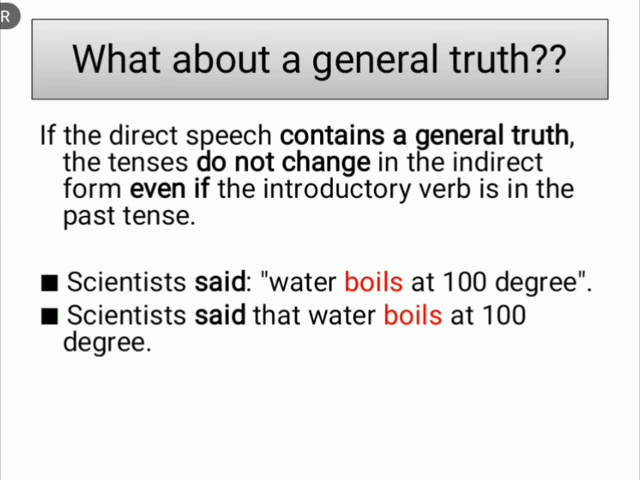 R
What about a general truth??
If the direct speech contains a general truth,
the tenses do not change in the indirect
form even if the introductory verb is in the
past tense.
■ Scientists said: "water boils at 100 degree".
■ Scientists said that water boils at 100
degree.